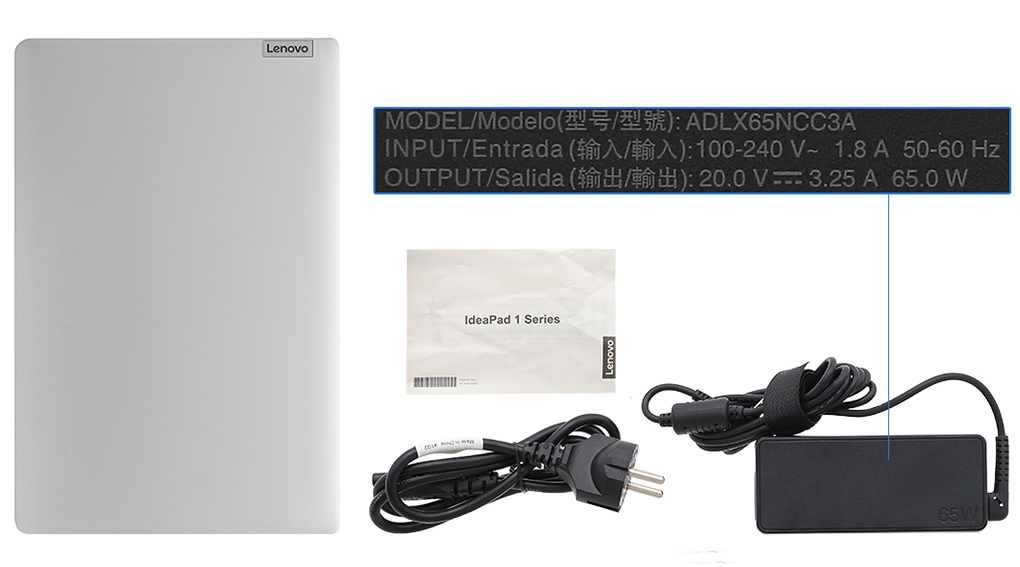 Lenovo
MODEL/Modelo(型号/型號): ADLX65NCC3A
INPUT/Entrada (输入/輸入): 100-240 V~ 1.8 A 50-60 Hz
OUTPUT/Salida (输出/輸出): 20.0 V⎓3.25 A 65.0 W
IdeaPad 1 Series
Lenovo
Made In China
65W